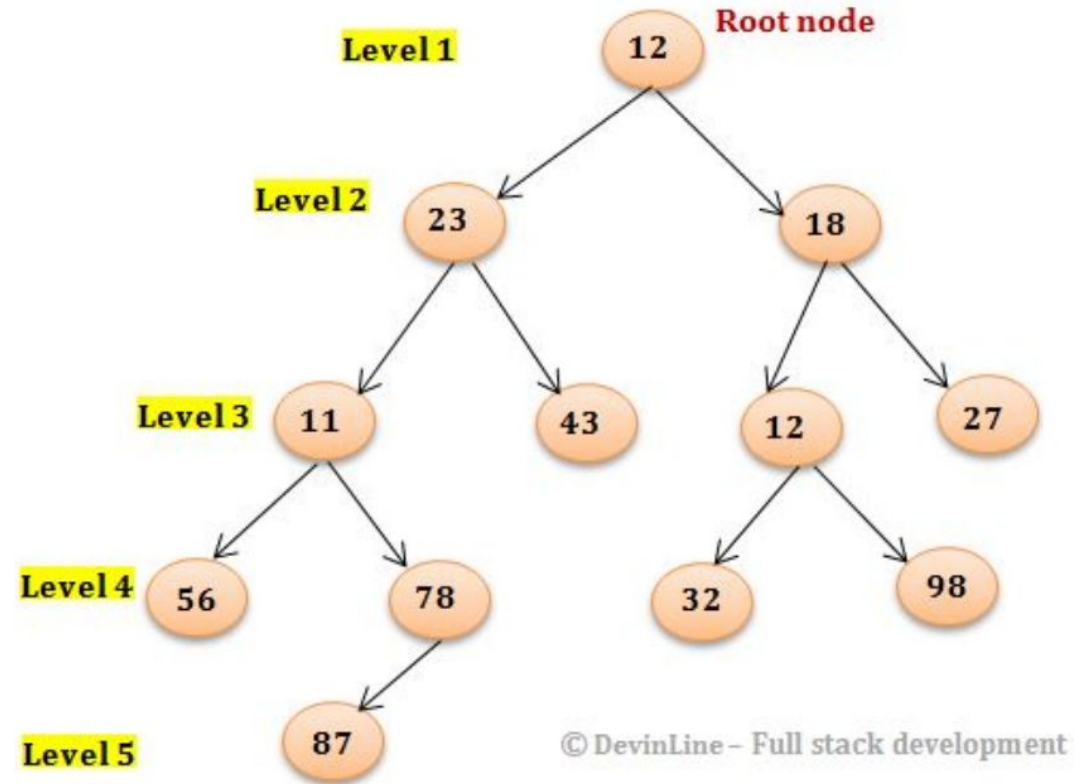 Root node
Level 1
12
Level 2
23
18
Level 3
11
43
12
27
Level 4
56
78
32
98
Level 5
87
© DevinLine – Full stack development